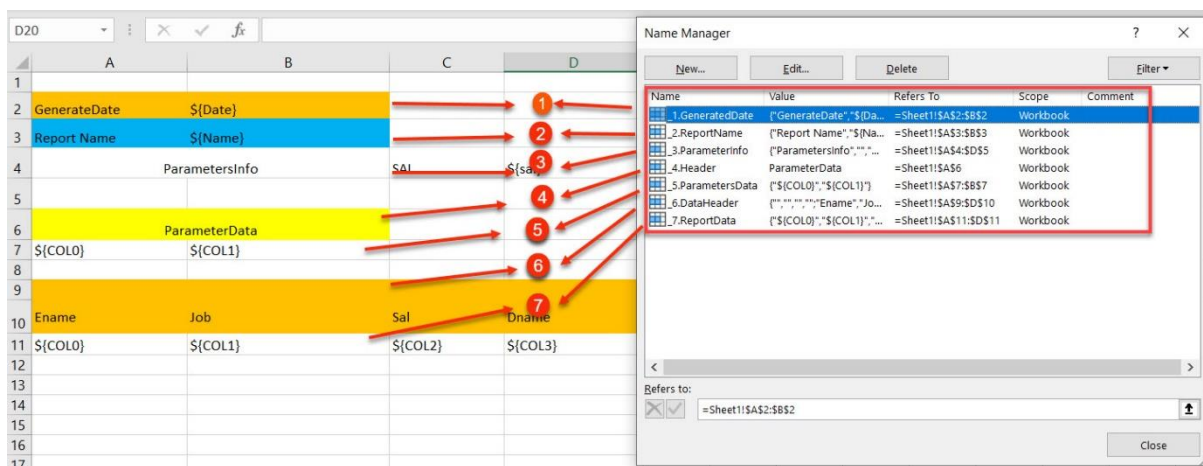 D20
fx
A B C D
1
2 GenerateDate ${Date} 1
3 Report Name ${Name} 2
4 ParametersInfo SAL ${sal 3
5 4
6 ParameterData 5
7 ${COL0} ${COL1}
8 6
9
10 Ename Job Sal Dname 7
11 ${COL0} ${COL1} ${COL2} ${COL3}
12
13
14
15
16
17
Name Manager ? ×
New... Edit... Delete Filter
Name Value Refers To Scope Comment
_1.GeneratedDate {"GenerateDate","${Da... =Sheet1!$A$2:$B$2 Workbook
_2.ReportName {"Report Name","${Na... =Sheet1!$A$3:$B$3 Workbook
_3.ParameterInfo {"ParametersInfo","","... =Sheet1!$A$4:$D$5 Workbook
_4.Header ParameterData =Sheet1!$A$6 Workbook
_5.ParametersData {"${COL0}","${COL1}"} =Sheet1!$A$7:$B$7 Workbook
_6.DataHeader {"","","","";"Ename","Jo... =Sheet1!$A$9:$D$10 Workbook
_7.ReportData {"${COL0}","${COL1}","... =Sheet1!$A$11:$D$11 Workbook
Refers to:
=Sheet1!$A$2:$B$2
Close